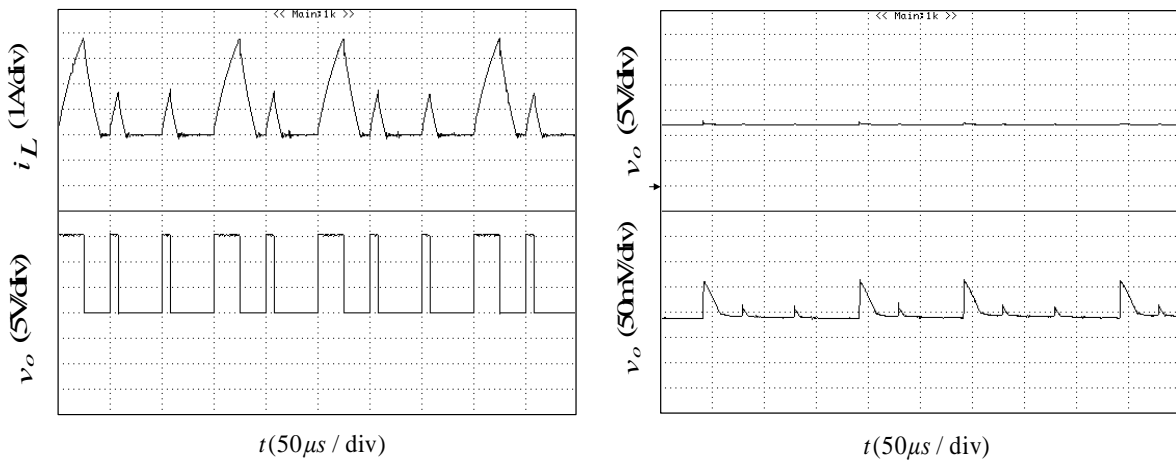 << Main:1k >>
i_L (1A/div)
v_o (5V/div)
t(50μs / div)
<< Main:1k >>
v_o (5V/div)
v_o (50mV/div)
t(50μs / div)